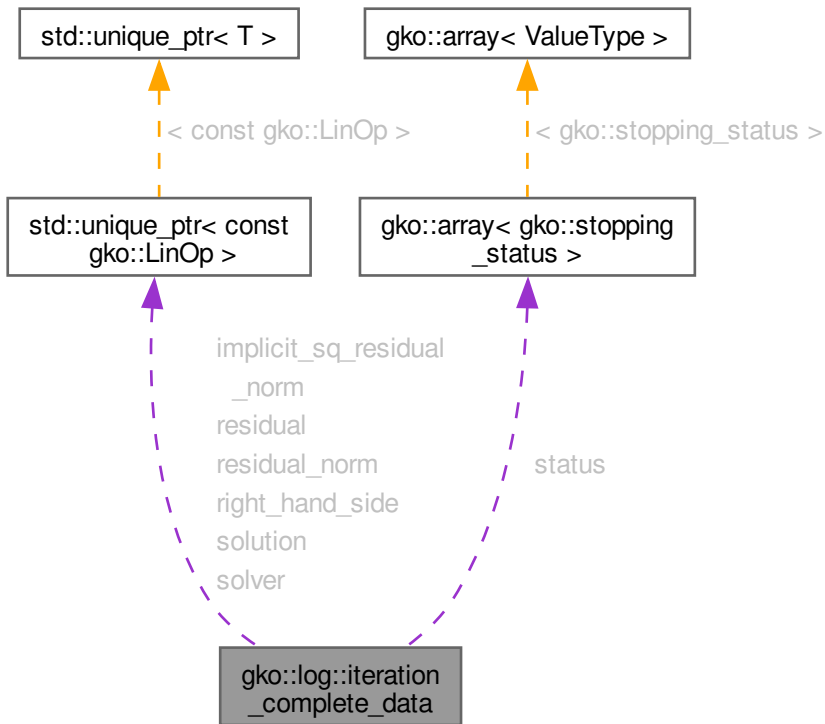 std::unique_ptr< T >
gko::array< ValueType >
< const gko::LinOp >
< gko::stopping_status >
std::unique_ptr< const
gko::LinOp >
gko::array< gko::stopping
_status >
implicit_sq_residual
_norm
residual
residual_norm
right_hand_side
solution
solver
status
gko::log::iteration
_complete_data